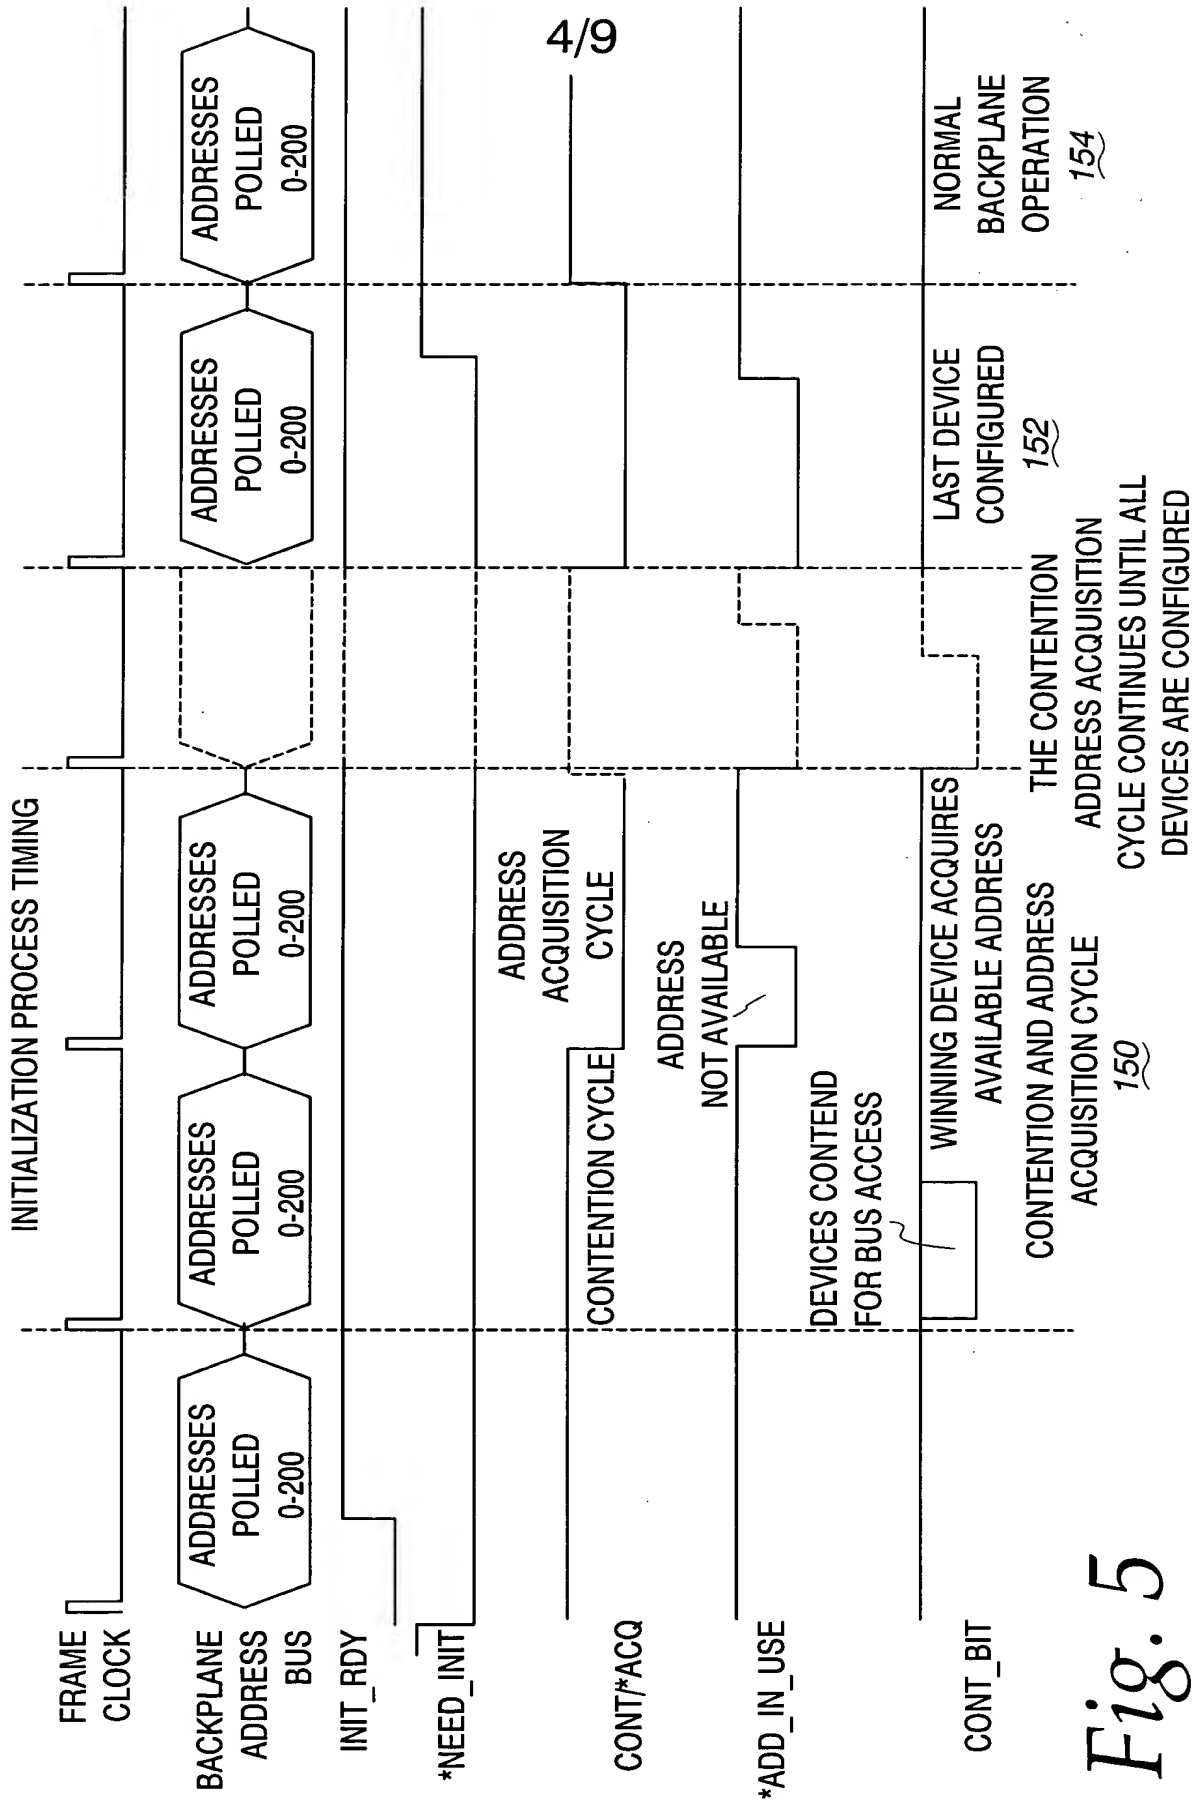 4/9
INITIALIZATION PROCESS TIMING
FRAME
CLOCK
BACKPLANE
ADDRESS
BUS
ADDRESSES
POLLED
0-200
ADDRESSES
POLLED
0-200
ADDRESSES
POLLED
0-200
ADDRESSES
POLLED
0-200
ADDRESSES
POLLED
0-200
INIT_RDY
*NEED_INIT
CONT/*ACQ
CONTENTION CYCLE
ADDRESS
ACQUISITION
CYCLE
*ADD_IN_USE
ADDRESS
NOT AVAILABLE
CONT_BIT
DEVICES CONTEND
FOR BUS ACCESS
WINNING DEVICE ACQUIRES
AVAILABLE ADDRESS
CONTENTION AND ADDRESS
ACQUISITION CYCLE
150
THE CONTENTION
ADDRESS ACQUISITION
CYCLE CONTINUES UNTIL ALL
DEVICES ARE CONFIGURED
LAST DEVICE
CONFIGURED
152
NORMAL
BACKPLANE
OPERATION
154
Fig. 5